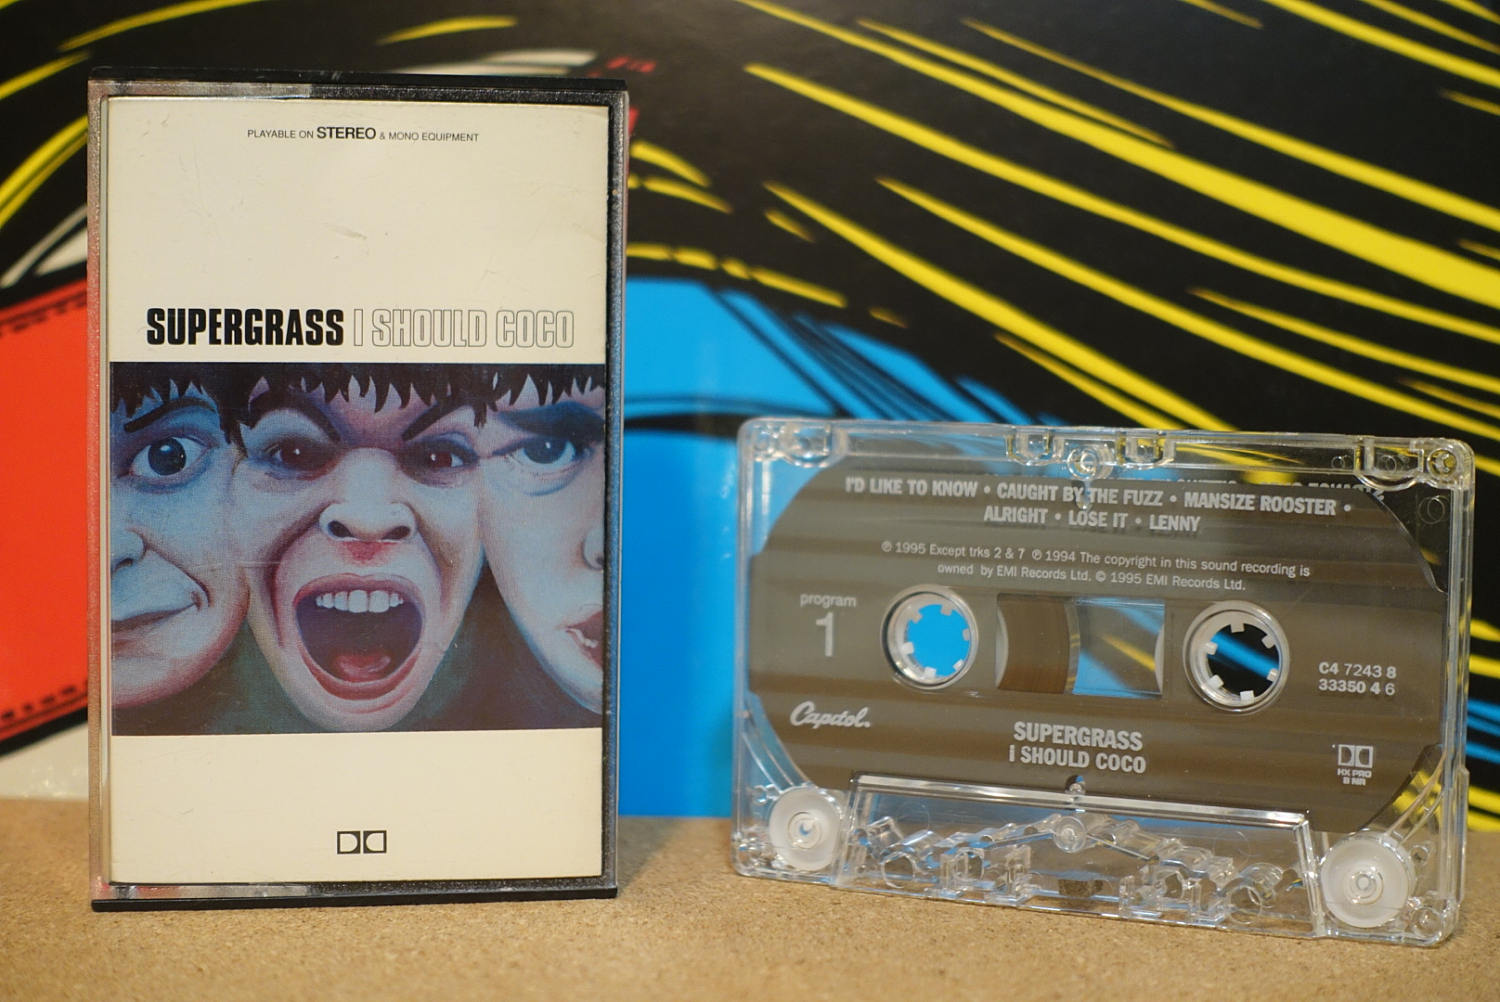 PLAYABLE ON STEREO & MONO EQUIPMENT
SUPERGRASS I SHOULD COCO
I'D LIKE TO KNOW • CAUGHT BY THE FUZZ • MANSIZE ROOSTER •
ALRIGHT • LOSE IT • LENNY
℗ 1995 Except trks 2 & 7 ℗ 1994 The copyright in this sound recording is
owned by EMI Records Ltd. © 1995 EMI Records Ltd.
program
1
C4 7243 8
33350 4 6
Capitol.
SUPERGRASS
I SHOULD COCO
HX PRO
B NR